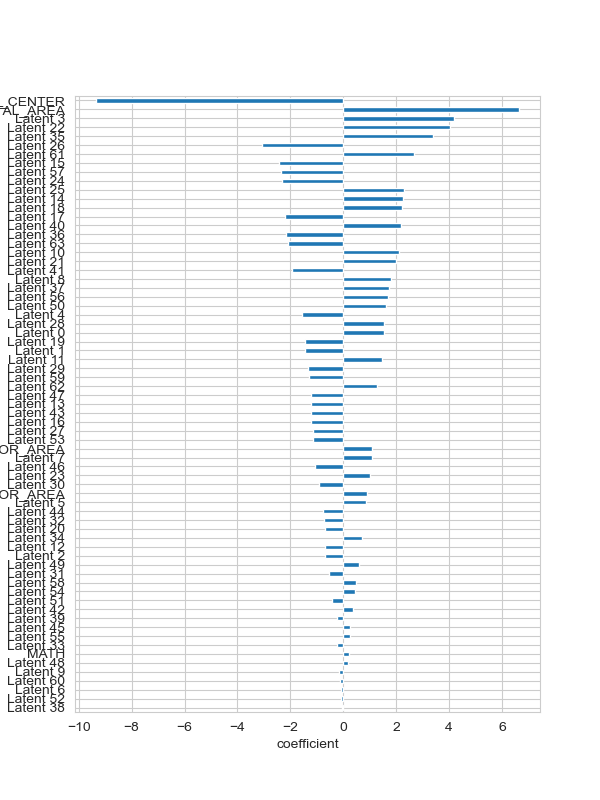 _CENTER
AL_AREA
Latent 3
Latent 22
Latent 35
Latent 26
Latent 61
Latent 15
Latent 57
Latent 24
Latent 25
Latent 14
Latent 18
Latent 17
Latent 40
Latent 36
Latent 63
Latent 10
Latent 21
Latent 41
Latent 8
Latent 37
Latent 56
Latent 50
Latent 4
Latent 28
Latent 0
Latent 19
Latent 1
Latent 11
Latent 29
Latent 59
Latent 62
Latent 47
Latent 13
Latent 43
Latent 16
Latent 27
Latent 53
OR_AREA
Latent 7
Latent 46
Latent 23
Latent 30
OR_AREA
Latent 5
Latent 44
Latent 32
Latent 20
Latent 34
Latent 12
Latent 2
Latent 49
Latent 31
Latent 58
Latent 54
Latent 51
Latent 42
Latent 39
Latent 45
Latent 55
Latent 33
MATH
Latent 48
Latent 9
Latent 60
Latent 6
Latent 52
Latent 38
−10 −8 −6 −4 −2 0 2 4 6
coefficient